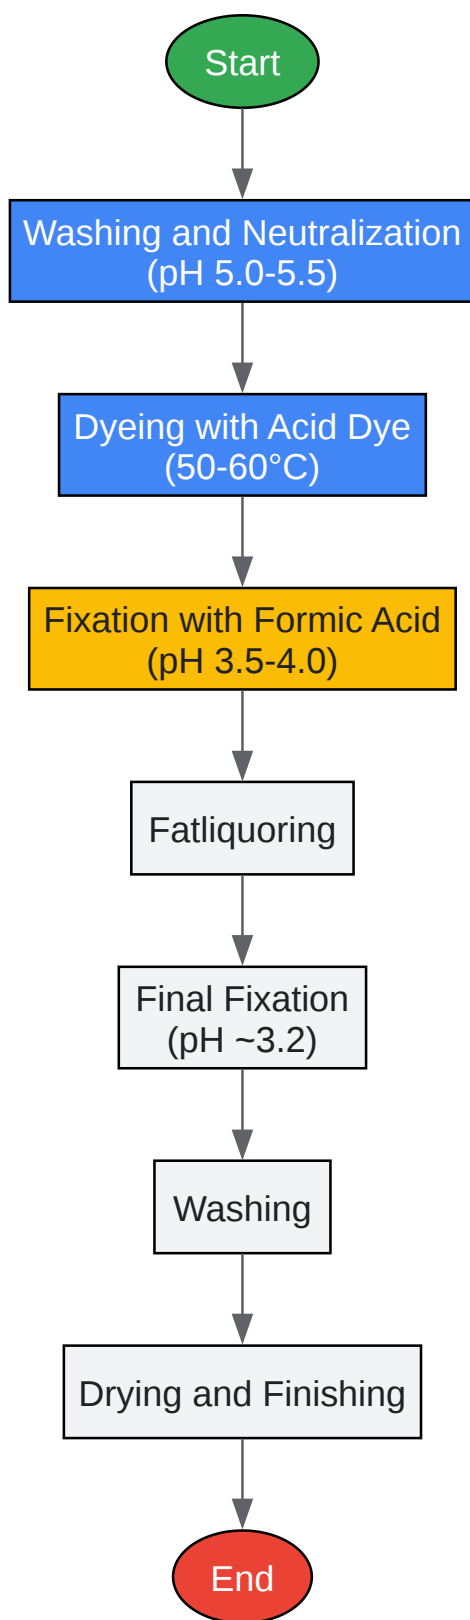 Start
Washing and Neutralization
(pH 5.0-5.5)
Dyeing with Acid Dye
(50-60°C)
Fixation with Formic Acid
(pH 3.5-4.0)
Fatliquoring
Final Fixation
(pH ~3.2)
Washing
Drying and Finishing
End